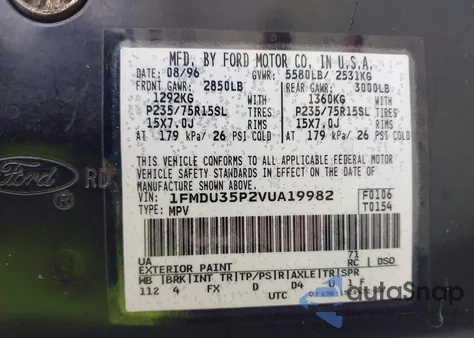 MFD. BY FORD MOTOR CO. IN U.S.A.
DATE: 08/96 GVWR: 5580LB/ 2531KG
FRONT GAWR: 2850LB REAR GAWR: 3000LB
1292KG WITH 1360KG WITH
P235/75R15SL TIRES P235/75R15SL TIRES
15X7.0J RIMS 15X7.0J RIMS
AT 179 kPa/ 26 PSI COLD AT 179 kPa/ 26 PSI COLD
THIS VEHICLE CONFORMS TO ALL APPLICABLE FEDERAL MOTOR
VEHICLE SAFETY STANDARDS IN EFFECT ON THE DATE OF
MANUFACTURE SHOWN ABOVE.
Ford RD
®
VIN: 1FMDU35P2VUA19982 F0106
TYPE: MPV T0154
UA 71
EXTERIOR PAINT RC DSO
WB BRK INT TR TP/PS R AXLE TR SPR
112 4 FX D D4 U
UTC
autoSnap